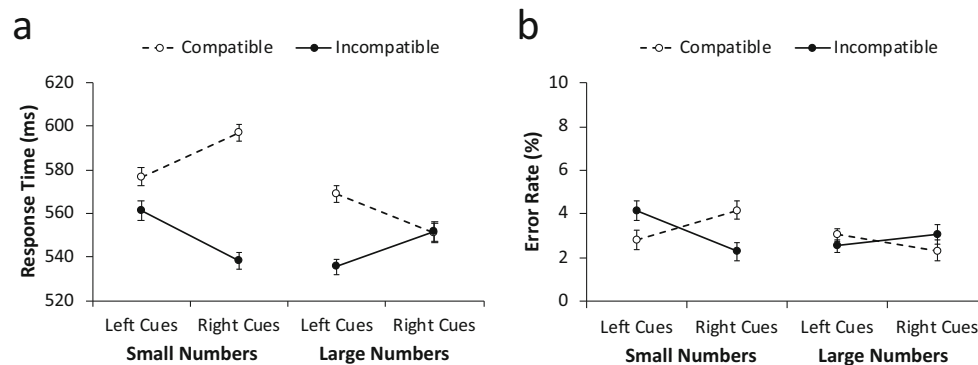 a
Compatible Incompatible
Response Time (ms)
620
600
580
560
540
520
Left Cues Right Cues Left Cues Right Cues
Small Numbers Large Numbers
b
Compatible Incompatible
Error Rate (%)
10
8
6
4
2
0
Left Cues Right Cues Left Cues Right Cues
Small Numbers Large Numbers